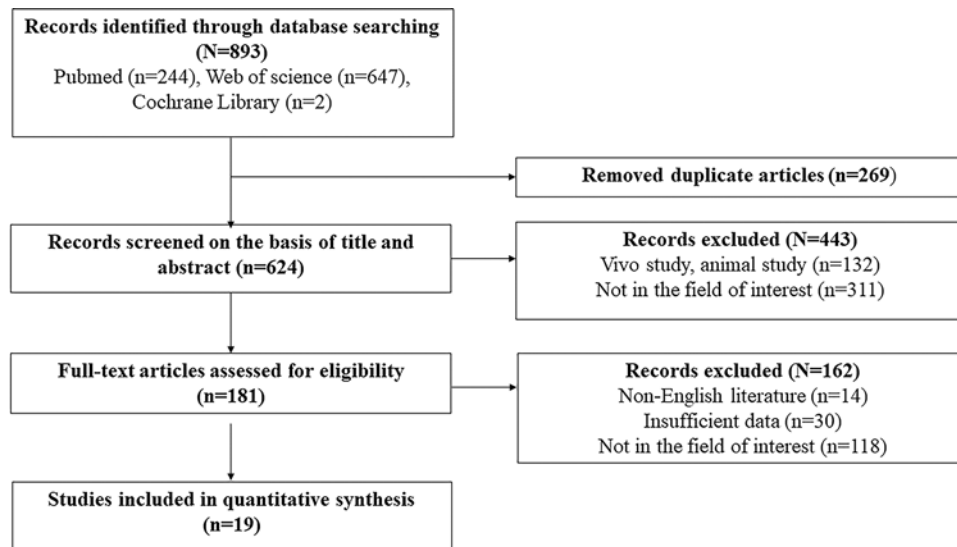 Records identified through database searching
(N=893)
Pubmed (n=244), Web of science (n=647),
Cochrane Library (n=2)
Removed duplicate articles (n=269)
Records screened on the basis of title and
abstract (n=624)
Records excluded (N=443)
Vivo study, animal study (n=132)
Not in the field of interest (n=311)
Full-text articles assessed for eligibility
(n=181)
Records excluded (N=162)
Non-English literature (n=14)
Insufficient data (n=30)
Not in the field of interest (n=118)
Studies included in quantitative synthesis
(n=19)